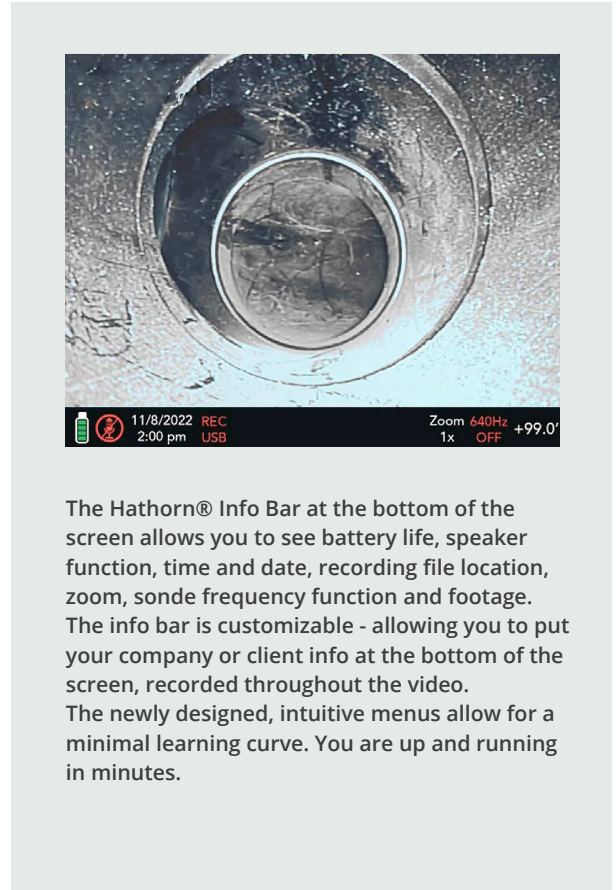 11/8/2022 REC Zoom 640Hz +99.0'
2:00 pm USB 1x OFF
The Hathorn® Info Bar at the bottom of the
screen allows you to see battery life, speaker
function, time and date, recording file location,
zoom, sonde frequency function and footage.
The info bar is customizable - allowing you to put
your company or client info at the bottom of the
screen, recorded throughout the video.
The newly designed, intuitive menus allow for a
minimal learning curve. You are up and running
in minutes.